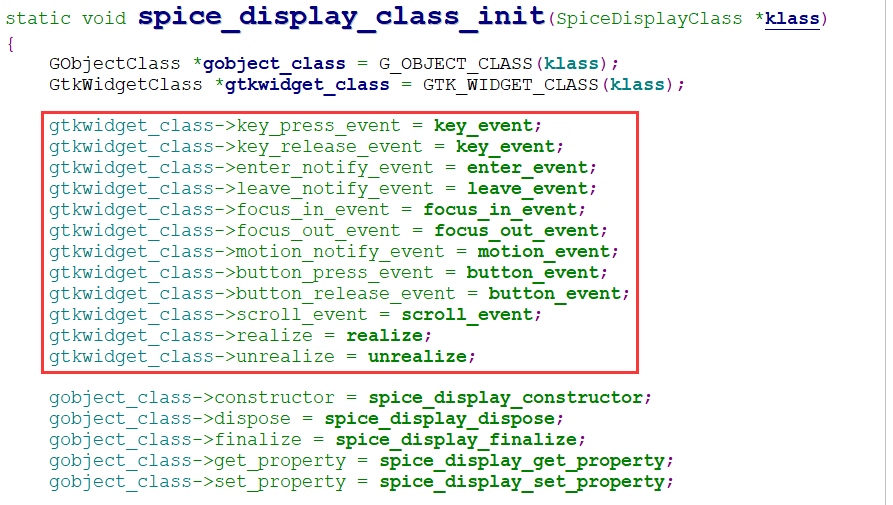 static void spice_display_class_init(SpiceDisplayClass *klass)
{
    GObjectClass *gobject_class = G_OBJECT_CLASS(klass);
    GtkWidgetClass *gtkwidget_class = GTK_WIDGET_CLASS(klass);
    gtkwidget_class->key_press_event = key_event;
    gtkwidget_class->key_release_event = key_event;
    gtkwidget_class->enter_notify_event = enter_event;
    gtkwidget_class->leave_notify_event = leave_event;
    gtkwidget_class->focus_in_event = focus_in_event;
    gtkwidget_class->focus_out_event = focus_out_event;
    gtkwidget_class->motion_notify_event = motion_event;
    gtkwidget_class->button_press_event = button_event;
    gtkwidget_class->button_release_event = button_event;
    gtkwidget_class->scroll_event = scroll_event;
    gtkwidget_class->realize = realize;
    gtkwidget_class->unrealize = unrealize;
    gobject_class->constructor = spice_display_constructor;
    gobject_class->dispose = spice_display_dispose;
    gobject_class->finalize = spice_display_finalize;
    gobject_class->get_property = spice_display_get_property;
    gobject_class->set_property = spice_display_set_property;